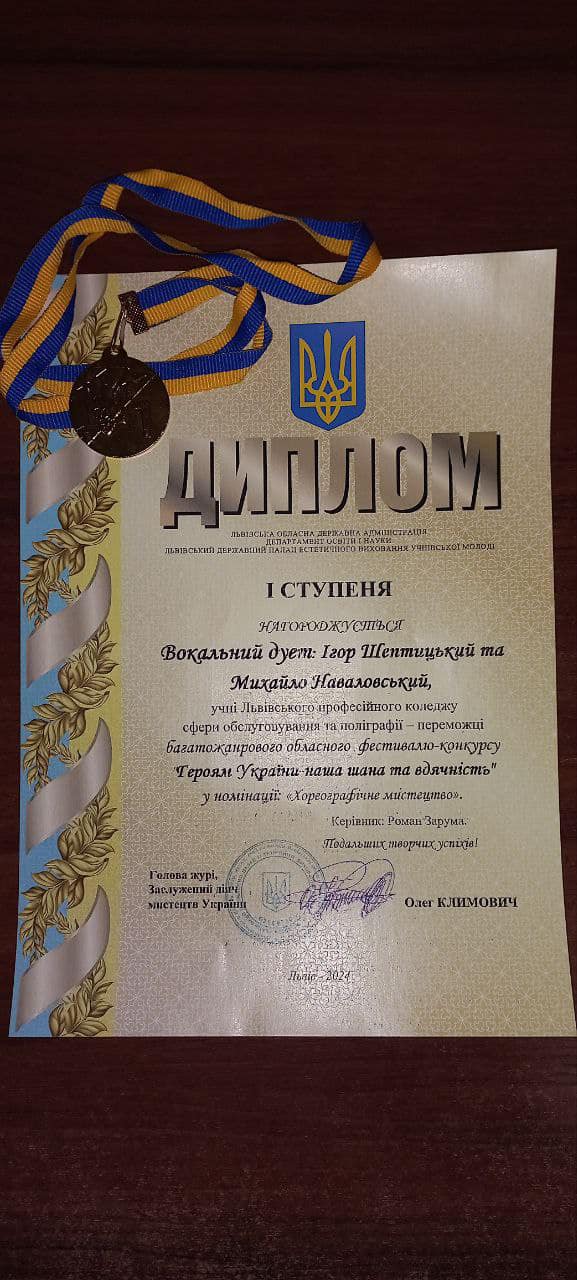 ДИПЛОМ
ЛЬВІВСЬКА ОБЛАСНА ДЕРЖАВНА АДМІНІСТРАЦІЯ
ДЕПАРТАМЕНТ ОСВІТИ І НАУКИ
ЛЬВІВСЬКИЙ ДЕРЖАВНИЙ ПАЛАЦ ЕСТЕТИЧНОГО ВИХОВАННЯ УЧНІВСЬКОЇ МОЛОДІ
І СТУПЕНЯ
НАГОРОДЖУЄТЬСЯ
Вокальний дует: Ігор Шептицький та
Михайло Наваловський,
учні Львівського професійного коледжу
сфери обслуговування та поліграфії – переможці
багатожанрового обласного фестивалю-конкурсу
"Героям України-наша шана та вдячність"
у номінації: «Хореографічне мистецтво».
Керівник: Роман Зарума.
Подальших творчих успіхів!
Голова журі,
Заслужений діяч
мистецтв України
Олег КЛИМОВИЧ
Львів - 2024